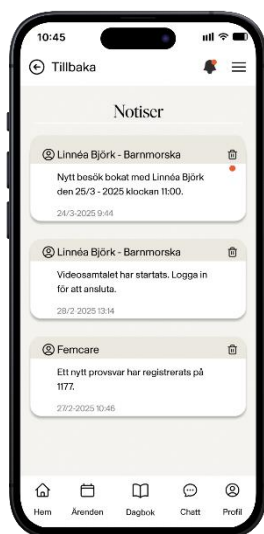 10:45
Tillbaka
Notiser
Linnéa Björk - Barnmorska
Nytt besök bokat med Linnéa Björk
den 25/3 - 2025 klockan 11:00.
24/3-2025 9:44
Linnéa Björk - Barnmorska
Videosamtalet har startats. Logga in
för att ansluta.
28/2 2025 13:14
Femcare
Ett nytt provsvar har registrerats på
1177.
27/2-2025 10:46
Hem Ärenden Dagbok Chatt Profil